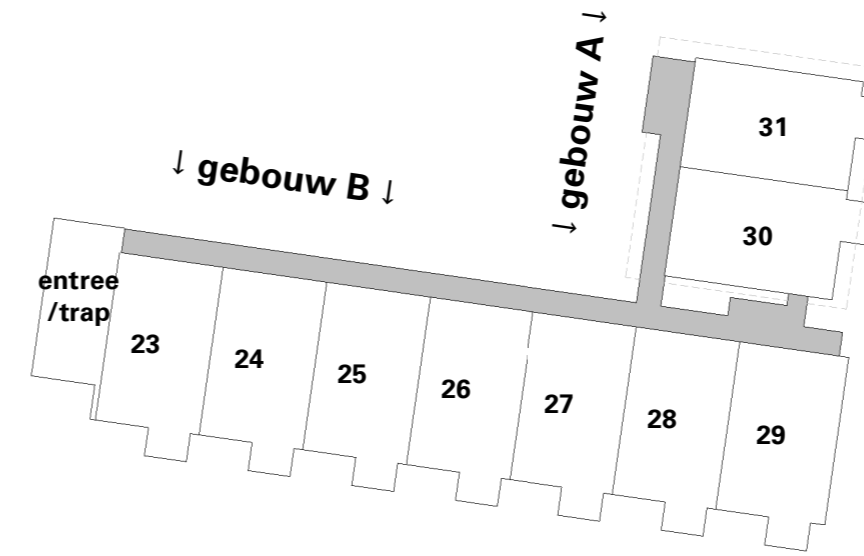 → gebouw A →
31
↓ gebouw B ↓
30
entree
/trap
23
24
25
26
27
28
29